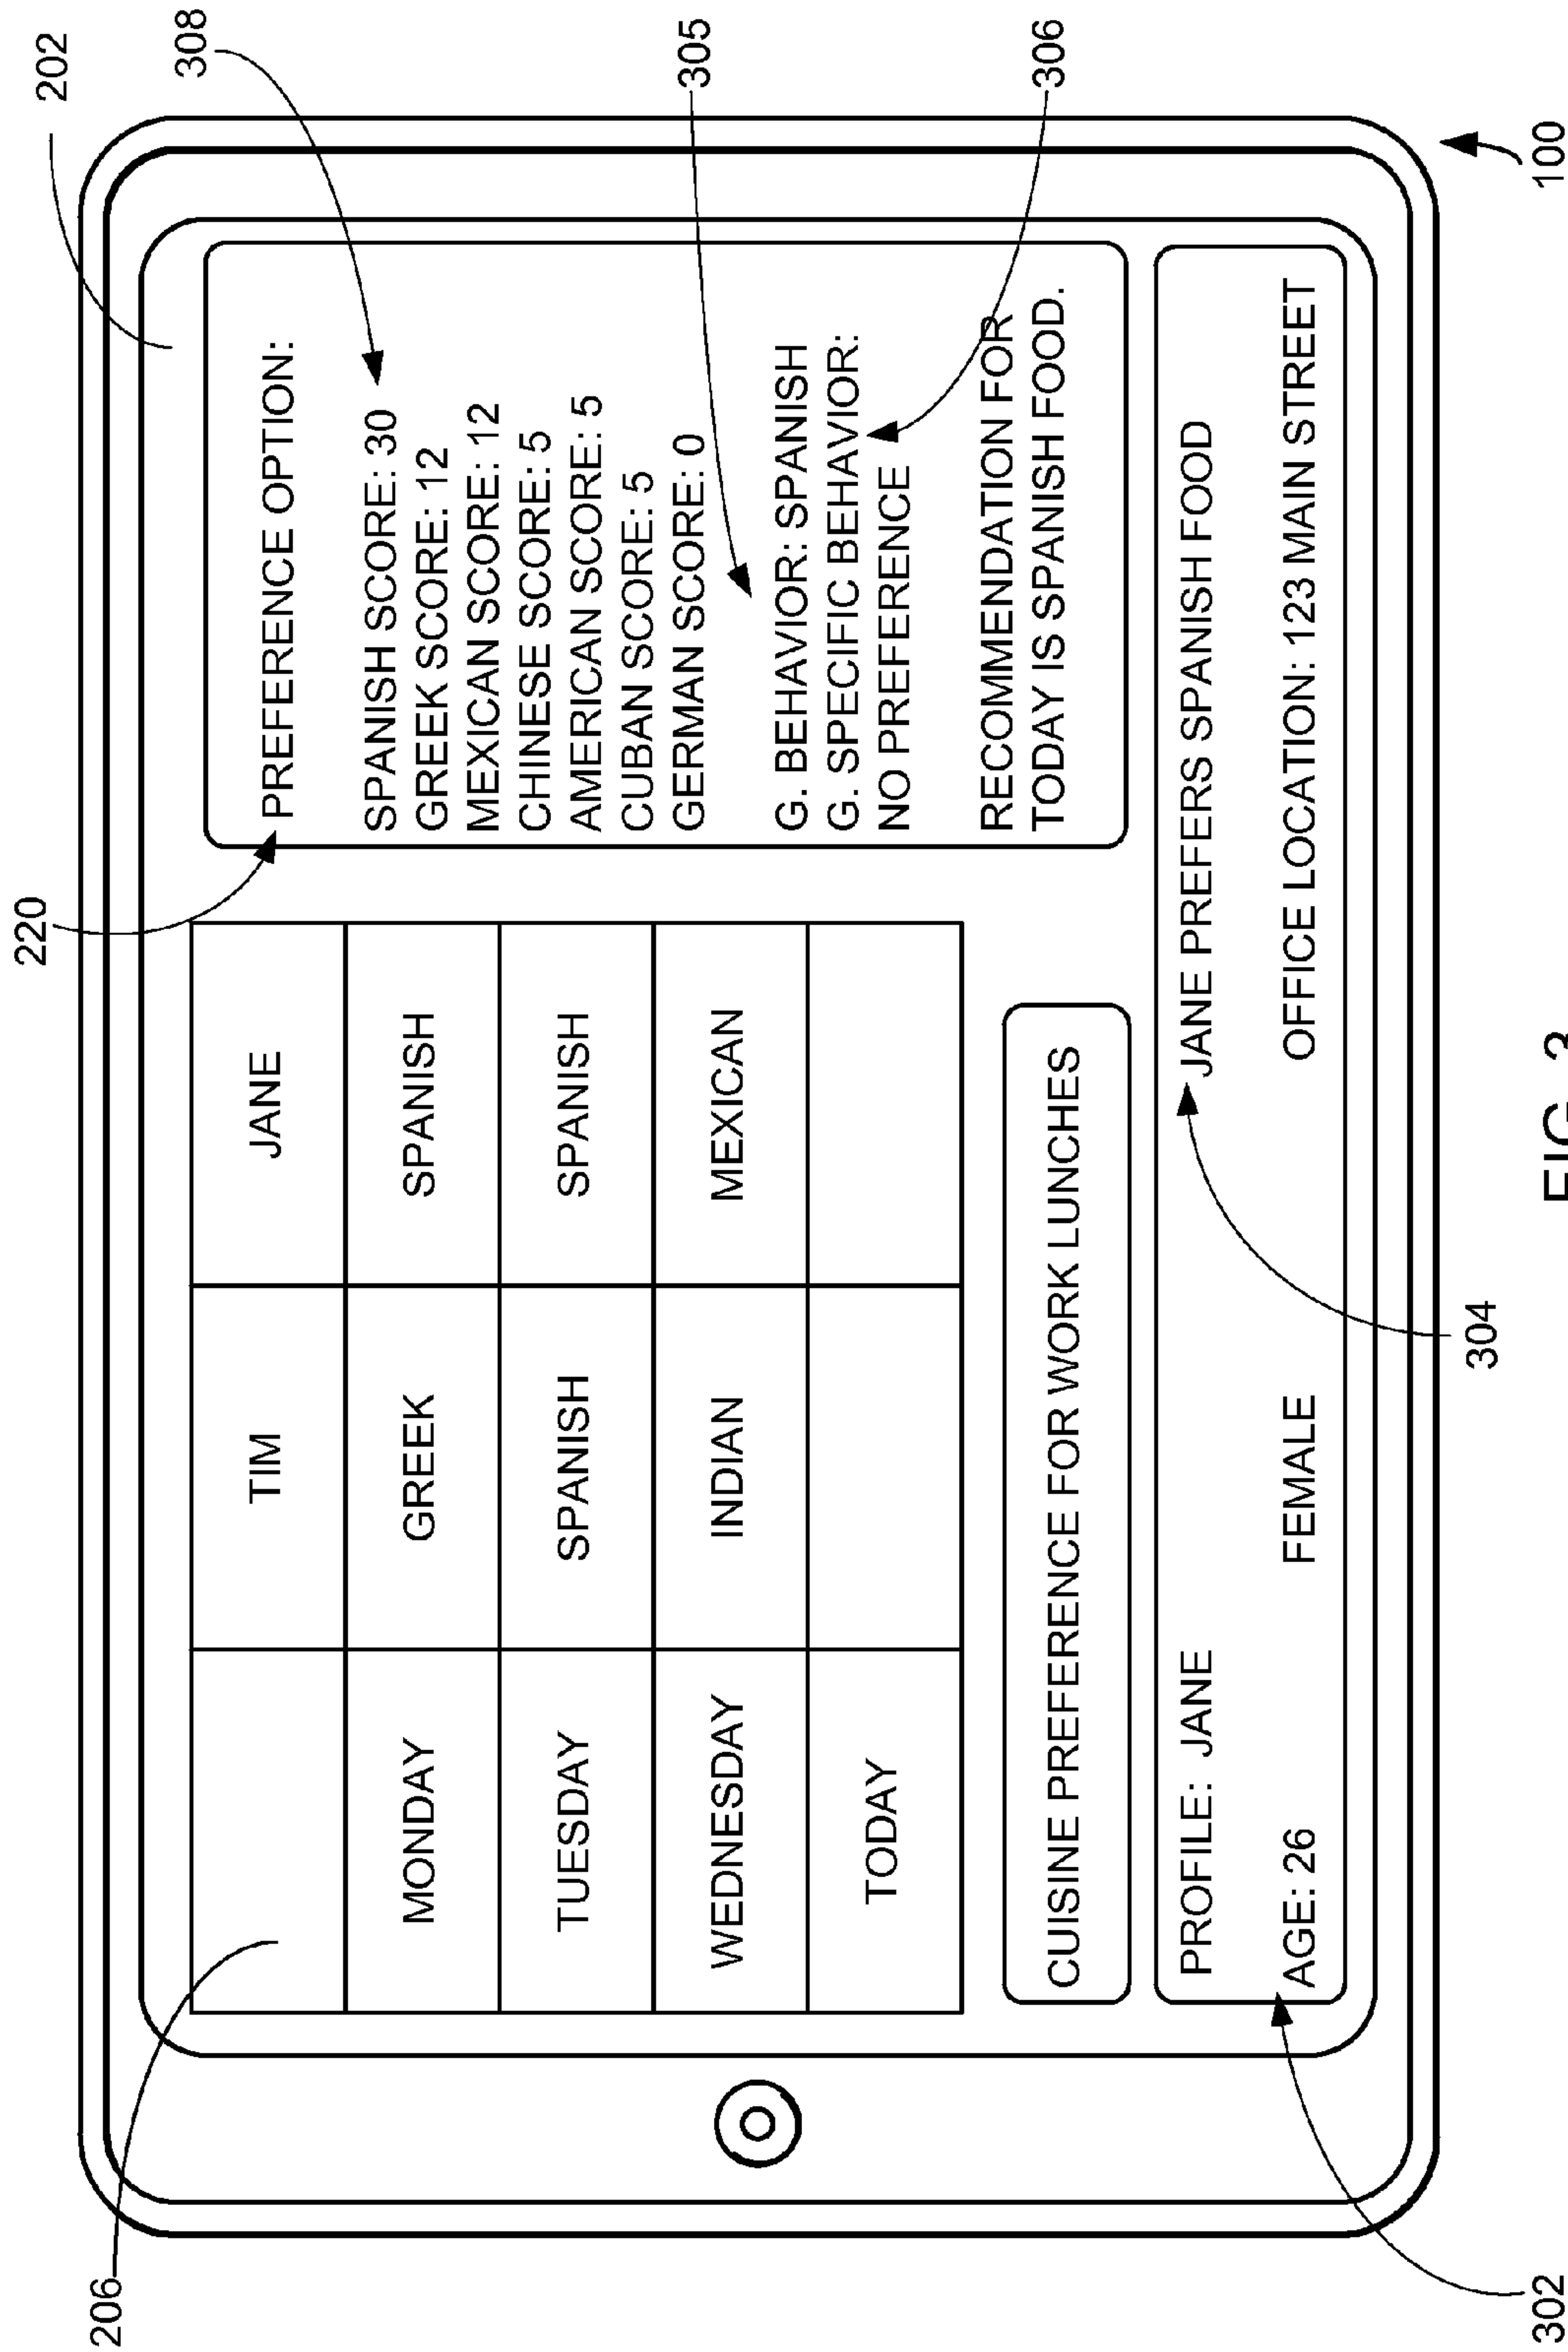 202
308
220
305
306
206
TIM JANE
MONDAY GREEK SPANISH
TUESDAY SPANISH SPANISH
WEDNESDAY INDIAN MEXICAN
TODAY
PREFERENCE OPTION:
SPANISH SCORE: 30
GREEK SCORE: 12
MEXICAN SCORE: 12
CHINESE SCORE: 5
AMERICAN SCORE: 5
CUBAN SCORE: 5
GERMAN SCORE: 0
G. BEHAVIOR: SPANISH
G. SPECIFIC BEHAVIOR:
NO PREFERENCE
RECOMMENDATION FOR
TODAY IS SPANISH FOOD.
CUISINE PREFERENCE FOR WORK LUNCHES
PROFILE: JANE JANE PREFERS SPANISH FOOD
AGE: 26 FEMALE OFFICE LOCATION: 123 MAIN STREET
304
302
100
FIG. 3